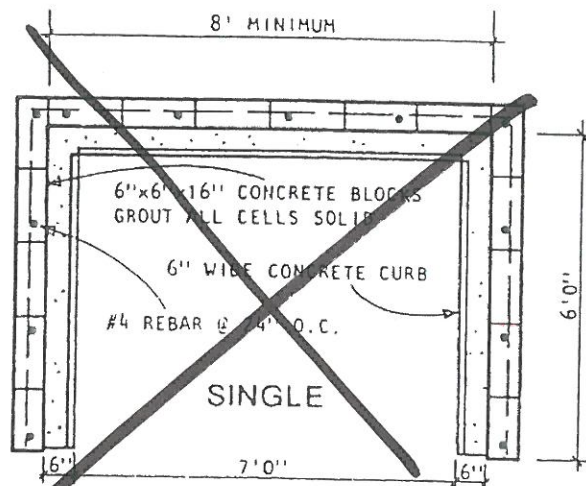 8' MINIMUM
6"x6"x16" CONCRETE BLOCKS
GROUT ALL CELLS SOLID
6" WIDE CONCRETE CURB
#4 REBAR @ 24" O.C.
6'0"
SINGLE
6"
7'0"
6"